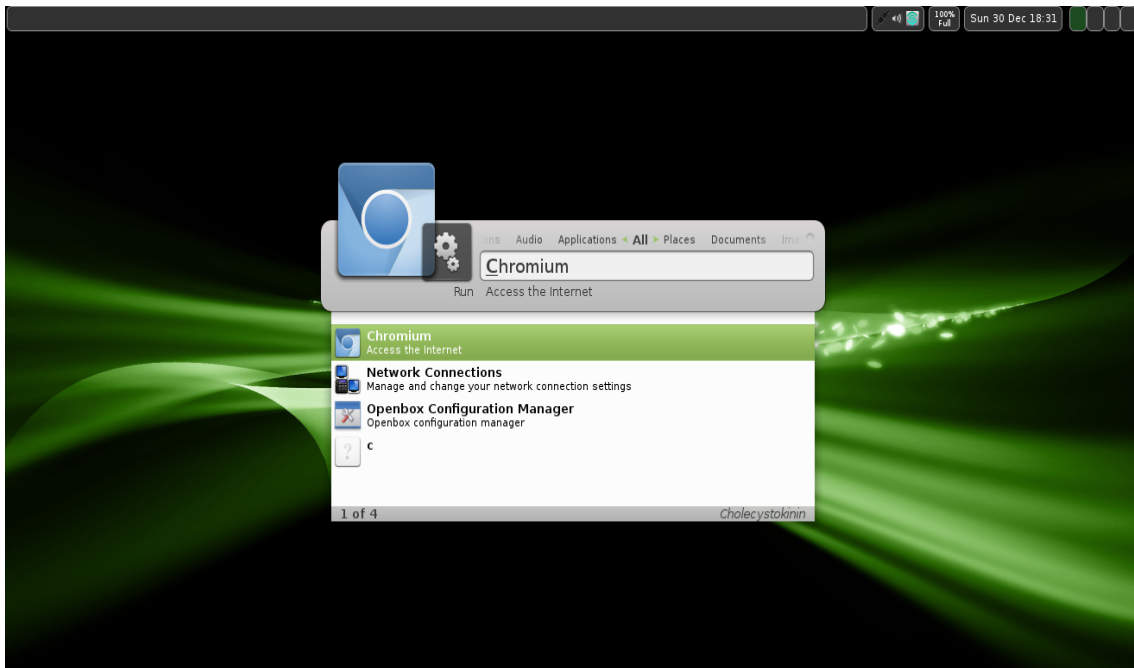 100%
Full
Sun 30 Dec 18:31
Audio Applications < All > Places Documents
Chromium
Run Access the Internet
Chromium
Access the Internet
Network Connections
Manage and change your network connection settings
Openbox Configuration Manager
Openbox configuration manager
?
c
1 of 4 Cholecystokinin